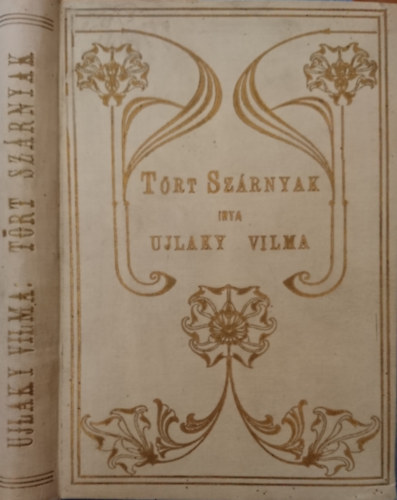 TÖRT SZÁRNYAK
IRTA
UJLAKY VILMA
UJLAKY VILMA: TÖRT SZÁRNYAK